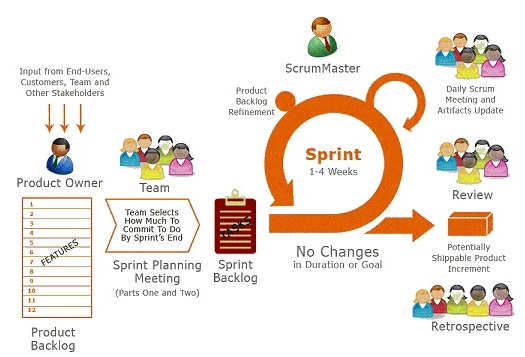 Input from End-Users,
Customers, Team and
Other Stakeholders
Product Owner
1
2
3
4
5
6
7
8
9
10
11
12
FEATURES
Product
Backlog
Team
Team Selects
How Much To
Commit To Do
By Sprint's End
Sprint Planning
Meeting
(Parts One and Two)
TASKS
Sprint
Backlog
ScrumMaster
Product
Backlog
Refinement
Sprint
1-4 Weeks
No Changes
in Duration or Goal
Daily Scrum
Meeting and
Artifacts Update
Review
Potentially
Shippable Product
Increment
Retrospective